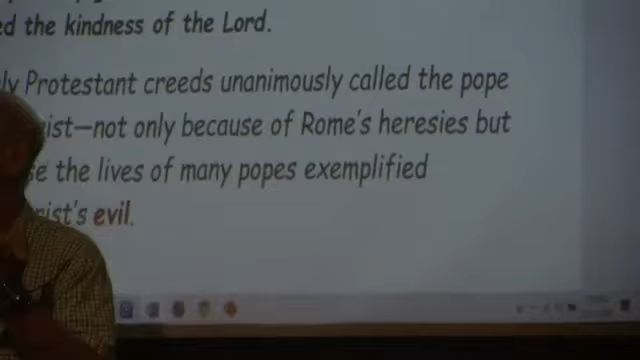 ed the kindness of the Lord.
ly Protestant creeds unanimously called the pope
ist—not only because of Rome's heresies but
se the lives of many popes exemplified
rist's evil.